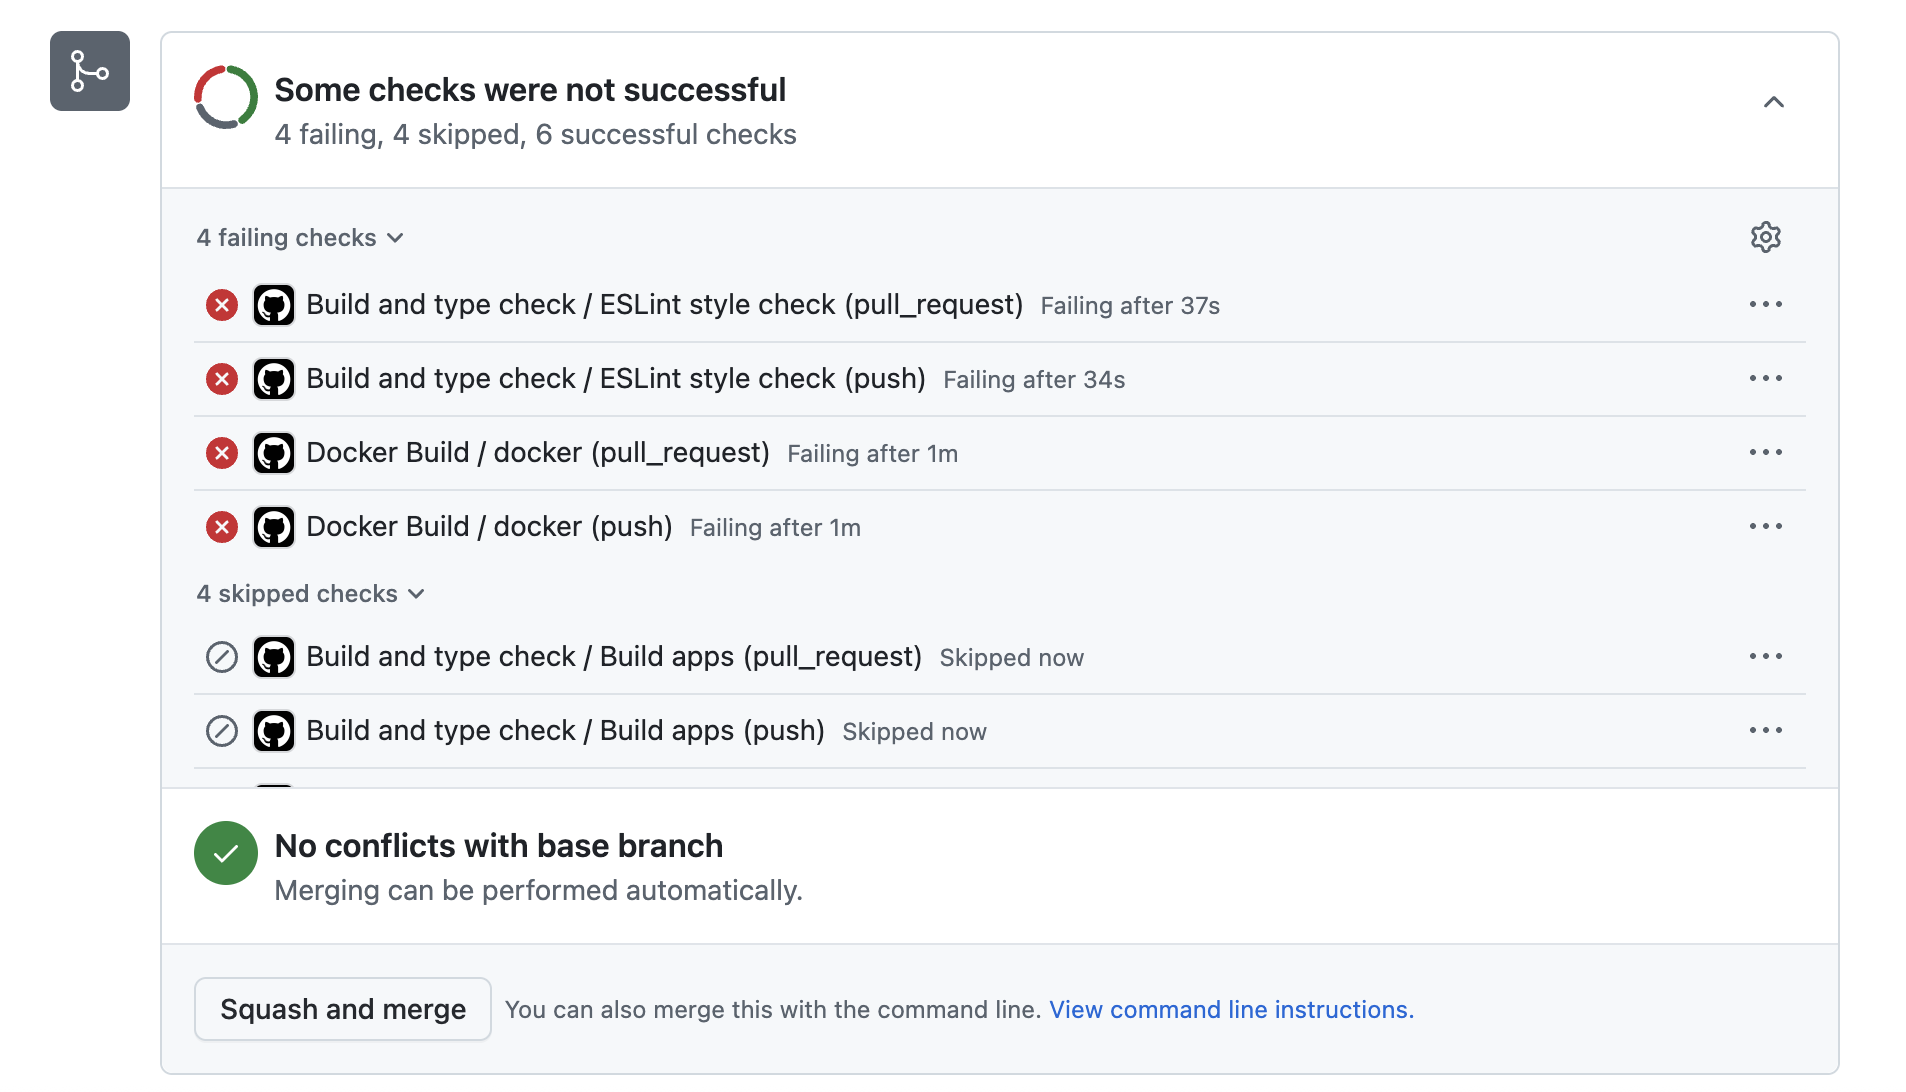 Some checks were not successful
4 failing, 4 skipped, 6 successful checks
4 failing checks
Build and type check / ESLint style check (pull_request) Failing after 37s
Build and type check / ESLint style check (push) Failing after 34s
Docker Build / docker (pull_request) Failing after 1m
Docker Build / docker (push) Failing after 1m
4 skipped checks
Build and type check / Build apps (pull_request) Skipped now
Build and type check / Build apps (push) Skipped now
No conflicts with base branch
Merging can be performed automatically.
Squash and merge You can also merge this with the command line. View command line instructions.